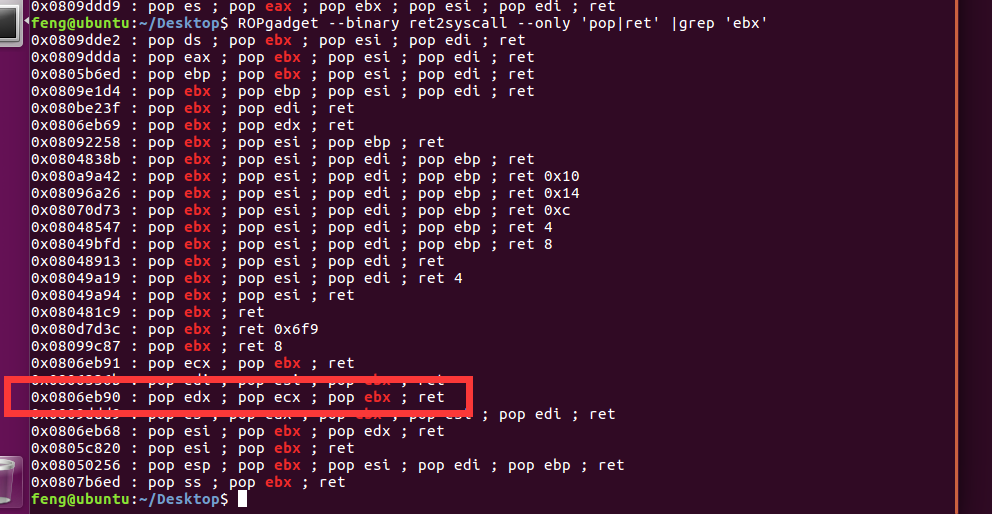 0x0809ddd9 : pop es ; pop eax ; pop ebx ; pop esi ; pop edi ; ret
feng@ubuntu:~/Desktop$ ROPgadget --binary ret2syscall --only 'pop|ret' |grep 'ebx'
0x0809dde2 : pop ds ; pop ebx ; pop esi ; pop edi ; ret
0x0809ddda : pop eax ; pop ebx ; pop esi ; pop edi ; ret
0x0805b6ed : pop ebp ; pop ebx ; pop esi ; pop edi ; ret
0x0809e1d4 : pop ebx ; pop ebp ; pop esi ; pop edi ; ret
0x080be23f : pop ebx ; pop edi ; ret
0x0806eb69 : pop ebx ; pop edx ; ret
0x08092258 : pop ebx ; pop esi ; pop ebp ; ret
0x0804838b : pop ebx ; pop esi ; pop edi ; pop ebp ; ret
0x080a9a42 : pop ebx ; pop esi ; pop edi ; pop ebp ; ret 0x10
0x08096a26 : pop ebx ; pop esi ; pop edi ; pop ebp ; ret 0x14
0x08070d73 : pop ebx ; pop esi ; pop edi ; pop ebp ; ret 0xc
0x08048547 : pop ebx ; pop esi ; pop edi ; pop ebp ; ret 4
0x08049bfd : pop ebx ; pop esi ; pop edi ; pop ebp ; ret 8
0x08048913 : pop ebx ; pop esi ; pop edi ; ret
0x08049a19 : pop ebx ; pop esi ; pop edi ; ret 4
0x08049a94 : pop ebx ; pop esi ; ret
0x080481c9 : pop ebx ; ret
0x080d7d3c : pop ebx ; ret 0x6f9
0x08099c87 : pop ebx ; ret 8
0x0806eb91 : pop ecx ; pop ebx ; ret
; pop ebx ; ret
0x0806eb90 : pop edx ; pop ecx ; pop ebx ; ret
: pop es ; pop eax ; pop ebx ; pop esi ; pop edi ; ret
0x0806eb68 : pop esi ; pop ebx ; pop edx ; ret
0x0805c820 : pop esi ; pop ebx ; ret
0x08050256 : pop esp ; pop ebx ; pop esi ; pop edi ; pop ebp ; ret
0x0807b6ed : pop ss ; pop ebx ; ret
feng@ubuntu:~/Desktop$